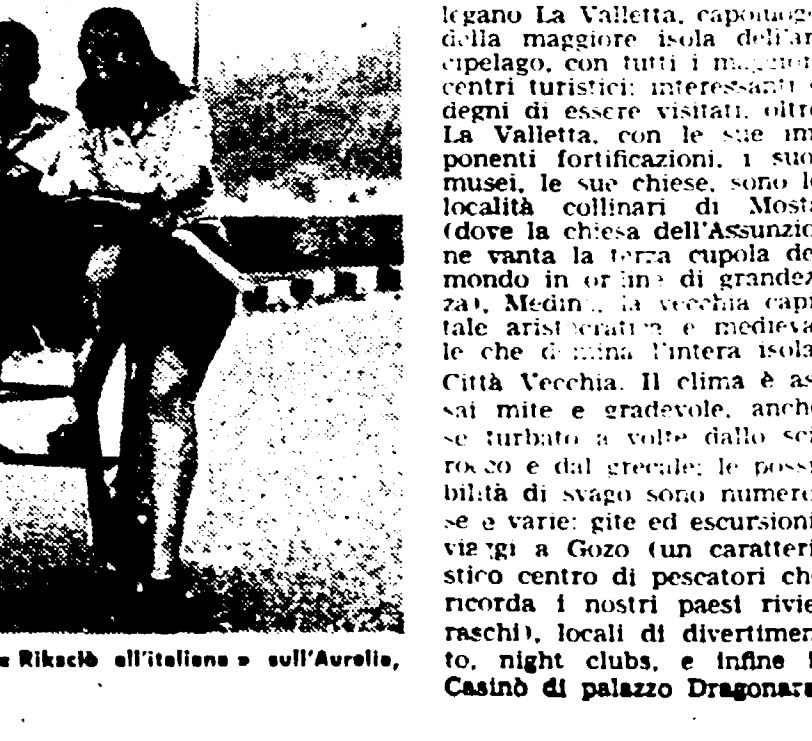 « Riksciò all'italiana » sull'Aurelia,
legano La Valletta,
della maggiore isola dell'ar
cipelago, con tutti i
centri turistici: interessanti e
degni di essere visitati, oltre
La Valletta, con le sue im
ponenti fortificazioni, i suoi
musei, le sue chiese, sono le
località collinari di Mosta
(dove la chiesa dell'Assunzio
ne vanta la terza cupola del
mondo in ordine di grandez
za), la vecchia capi
tale aristocratica e medieva
le che domina l'intera isola
Città Vecchia. Il clima è as
sai mite e gradevole, anche
se turbato a volte dallo sci
rocco e dal grecale; le possi
bilità di svago sono numero
se e varie: gite ed escursioni
viaggi a Gozo (un caratteri
stico centro di pescatori che
ricorda i nostri paesi rivie
raschi), locali di divertimen
to, night clubs, e infine il
Casinò di palazzo Dragonara